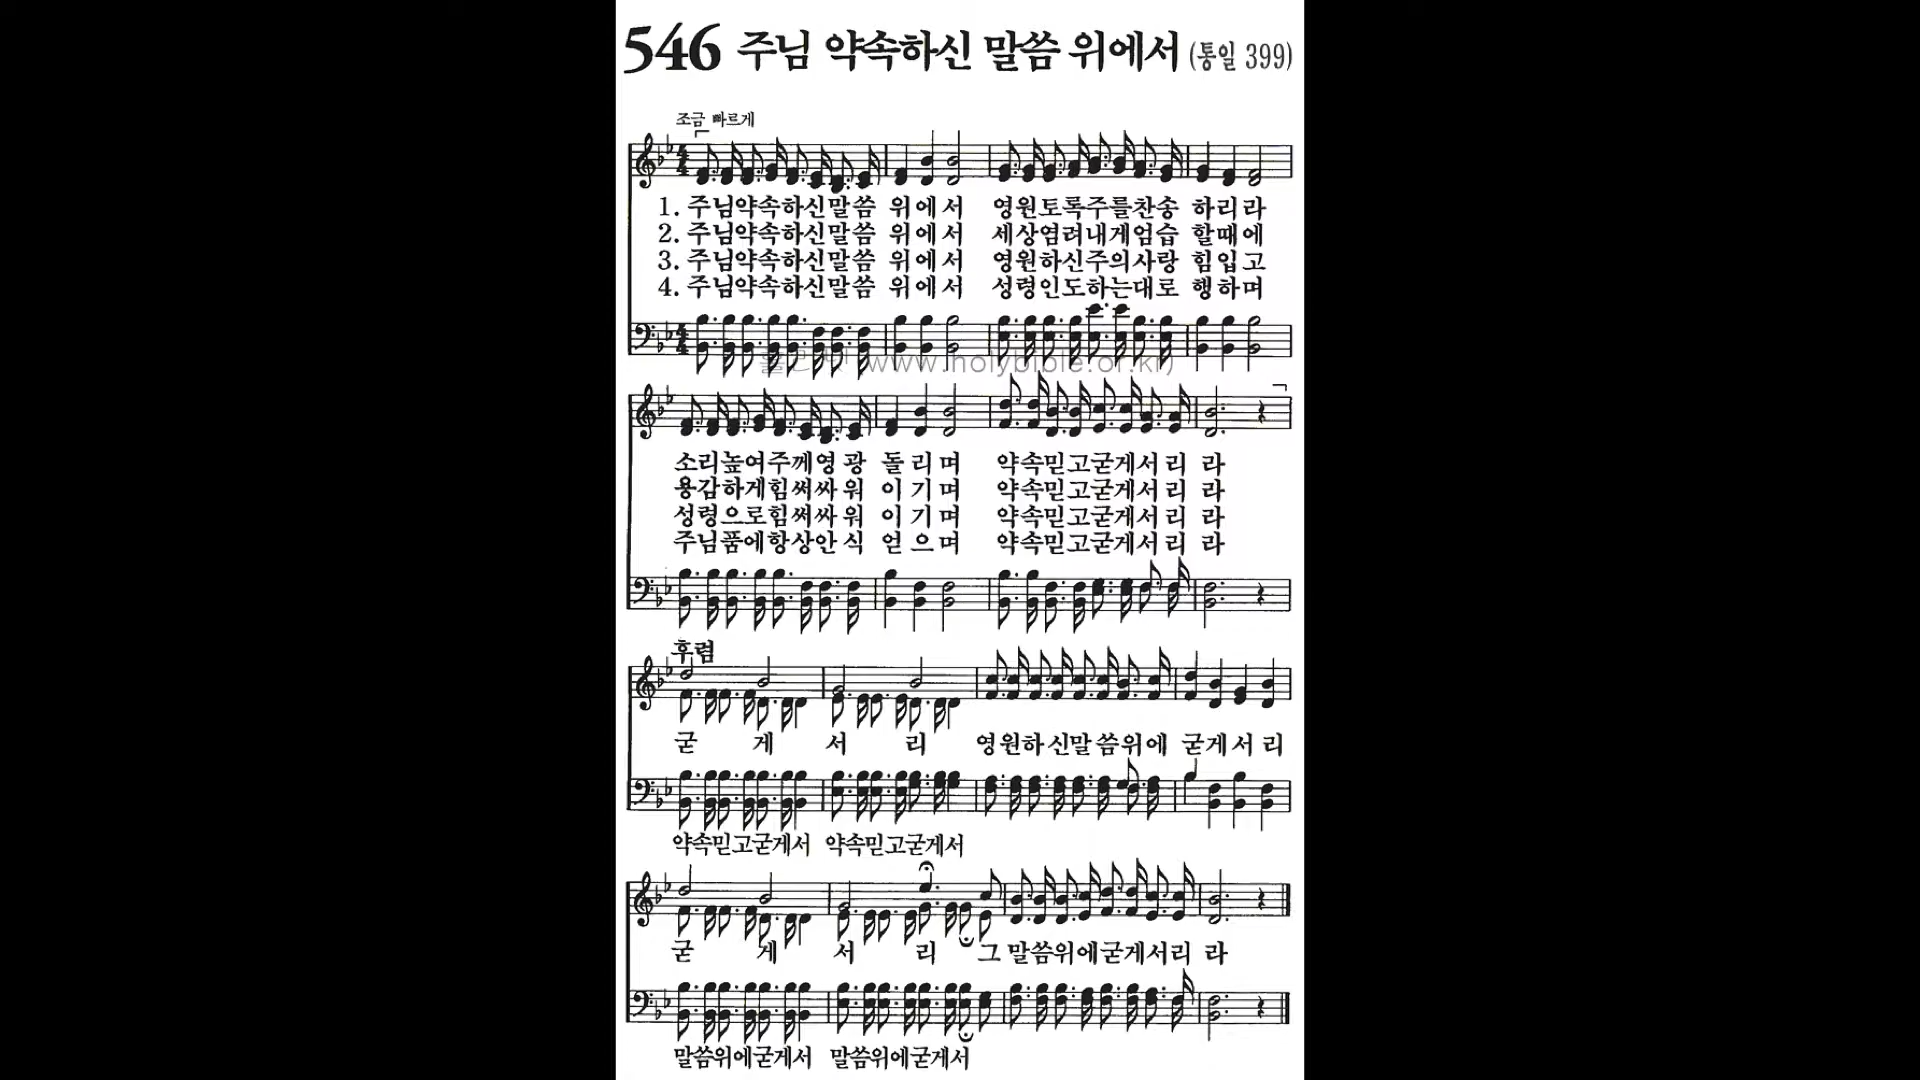 546 주님 약속하신 말씀 위에서 (통일 399)
조금 빠르게
1. 주님약속하신말씀 위에서 영원토록주를찬송 하리라
2. 주님약속하신말씀 위에서 세상염려내게엄습 할때에
3. 주님약속하신말씀 위에서 영원하신주의사랑 힘입고
4. 주님약속하신말씀 위에서 성령인도하는대로 행하며
(www.holybible.or.kr)
소리높여주께영광 돌리며 약속믿고굳게서리라
용감하게힘써싸워 이기며 약속믿고굳게서리라
성령으로힘써싸워 이기며 약속믿고굳게서리라
주님품에항상안식 얻으며 약속믿고굳게서리라
후렴
굳 게 서 리 영원하신말씀위에 굳게서리
약속믿고굳게서 약속믿고굳게서
굳 게 서 리 그 말씀위에굳게서리라
말씀위에굳게서 말씀위에굳게서